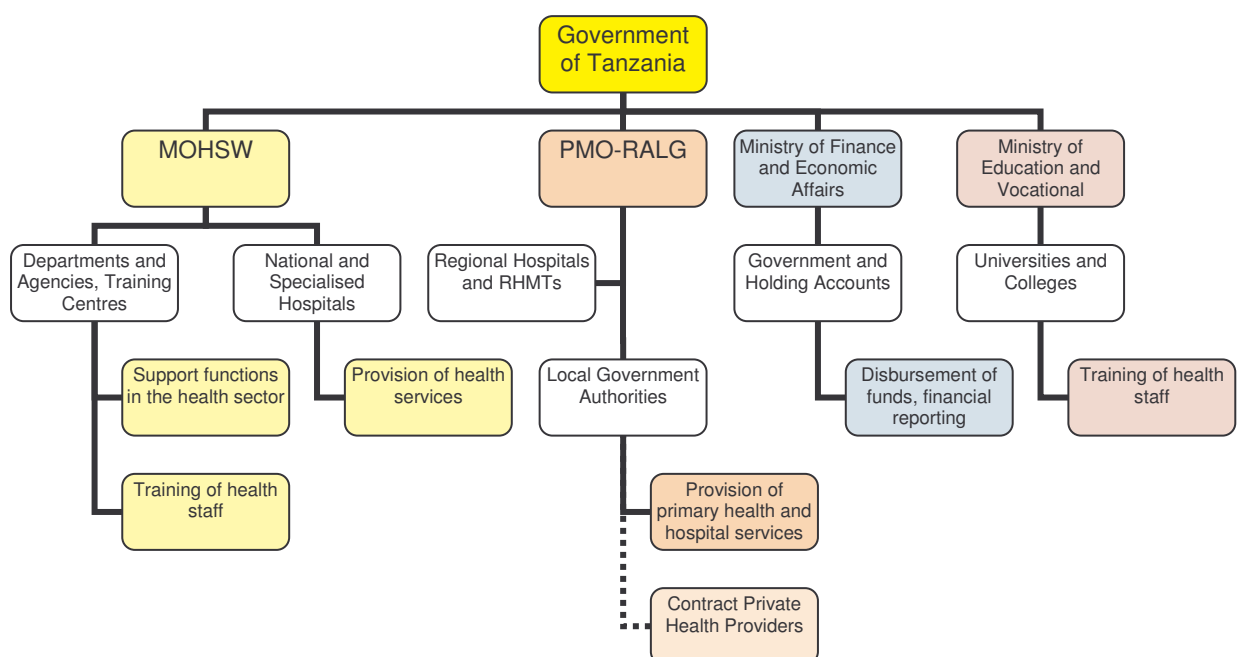 Government
of Tanzania
MOHSW
PMO-RALG
Ministry of Finance
and Economic
Affairs
Ministry of
Education and
Vocational
Departments and
Agencies, Training
Centres
National and
Specialised
Hospitals
Regional Hospitals
and RHMTs
Government and
Holding Accounts
Universities and
Colleges
Support functions
in the health sector
Provision of health
services
Local Government
Authorities
Disbursement of
funds, financial
reporting
Training of health
staff
Training of health
staff
Provision of
primary health and
hospital services
Contract Private
Health Providers